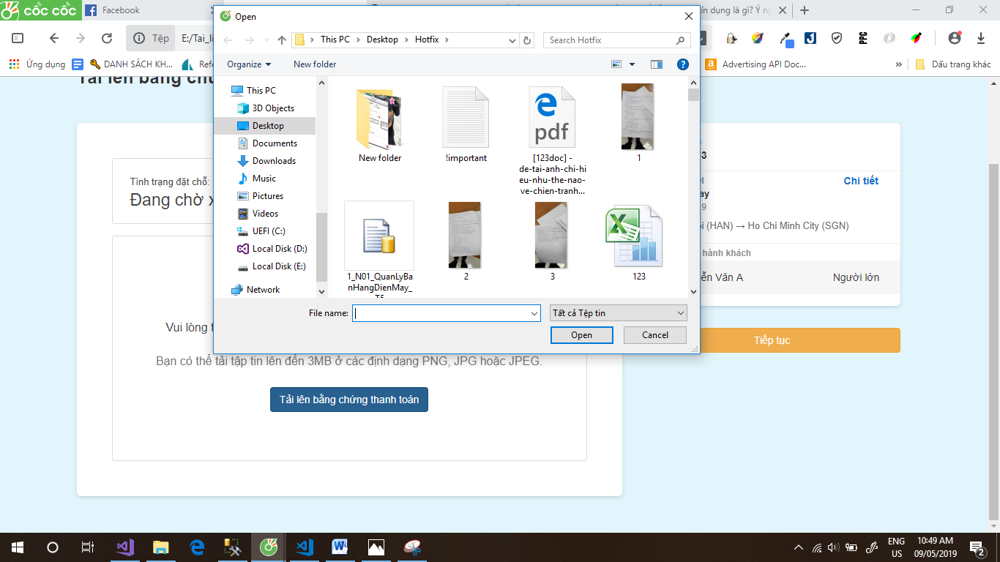 cốc cốc
Facebook
ín dụng là gì? Ý ng
Open
Tệp
E:/Tai_li
This PC
Desktop
Hotfix
Search Hotfix
Ứng dụng
DANH SÁCH KH...
Refe
Advertising API Doc...
»
Dấu trang khác
Organize
New folder
Tải lên bằng chứ
This PC
3D Objects
Desktop
Documents
Downloads
Music
Pictures
Videos
UEFI (C:)
Local Disk (D:)
Local Disk (E:)
Network
New folder
!important
pdf
[123doc] -
de-tai-anh-chi-hi
eu-nhu-the-nao-
ve-chien-tranh...
1
1_N01_QuanLyBa
nHangDienMay_
T5
2
3
123
File name:
Tất cả Tệp tin
Open
Cancel
Tình trạng đặt chỗ:
Đang chờ x
Vui lòng t
Bạn có thể tải tập tin lên đến 3MB ở các định dạng PNG, JPG hoặc JPEG.
Tải lên bằng chứng thanh toán
3
Chi tiết
ay
9
i (HAN) → Ho Chi Minh City (SGN)
hành khách
ễn Văn A
Người lớn
Tiếp tục
ENG
US
10:49 AM
09/05/2019
2